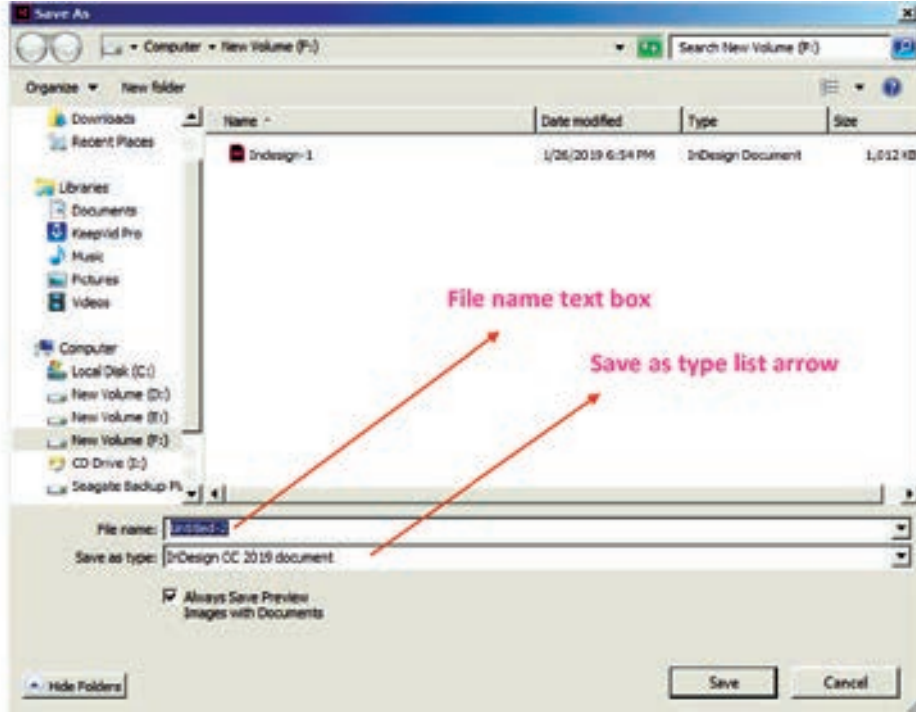 Save As
Computer New Volume (F:)
Search New Volume (F:)
Organize New folder
Name Date modified Type Size
Indesign-1 1/26/2019 6:54 PM InDesign Document 1,012 KB
Downloads
Recent Places
Libraries
Documents
KeepVid Pro
Music
Pictures
Videos
Computer
Local Disk (C:)
New Volume (D:)
New Volume (E:)
New Volume (F:)
CD Drive (I:)
Seagate Backup Pl
File name text box
Save as type list arrow
File name: Untitled-2
Save as type: InDesign CC 2019 document
Always Save Preview
Images with Documents
Hide Folders
Save
Cancel